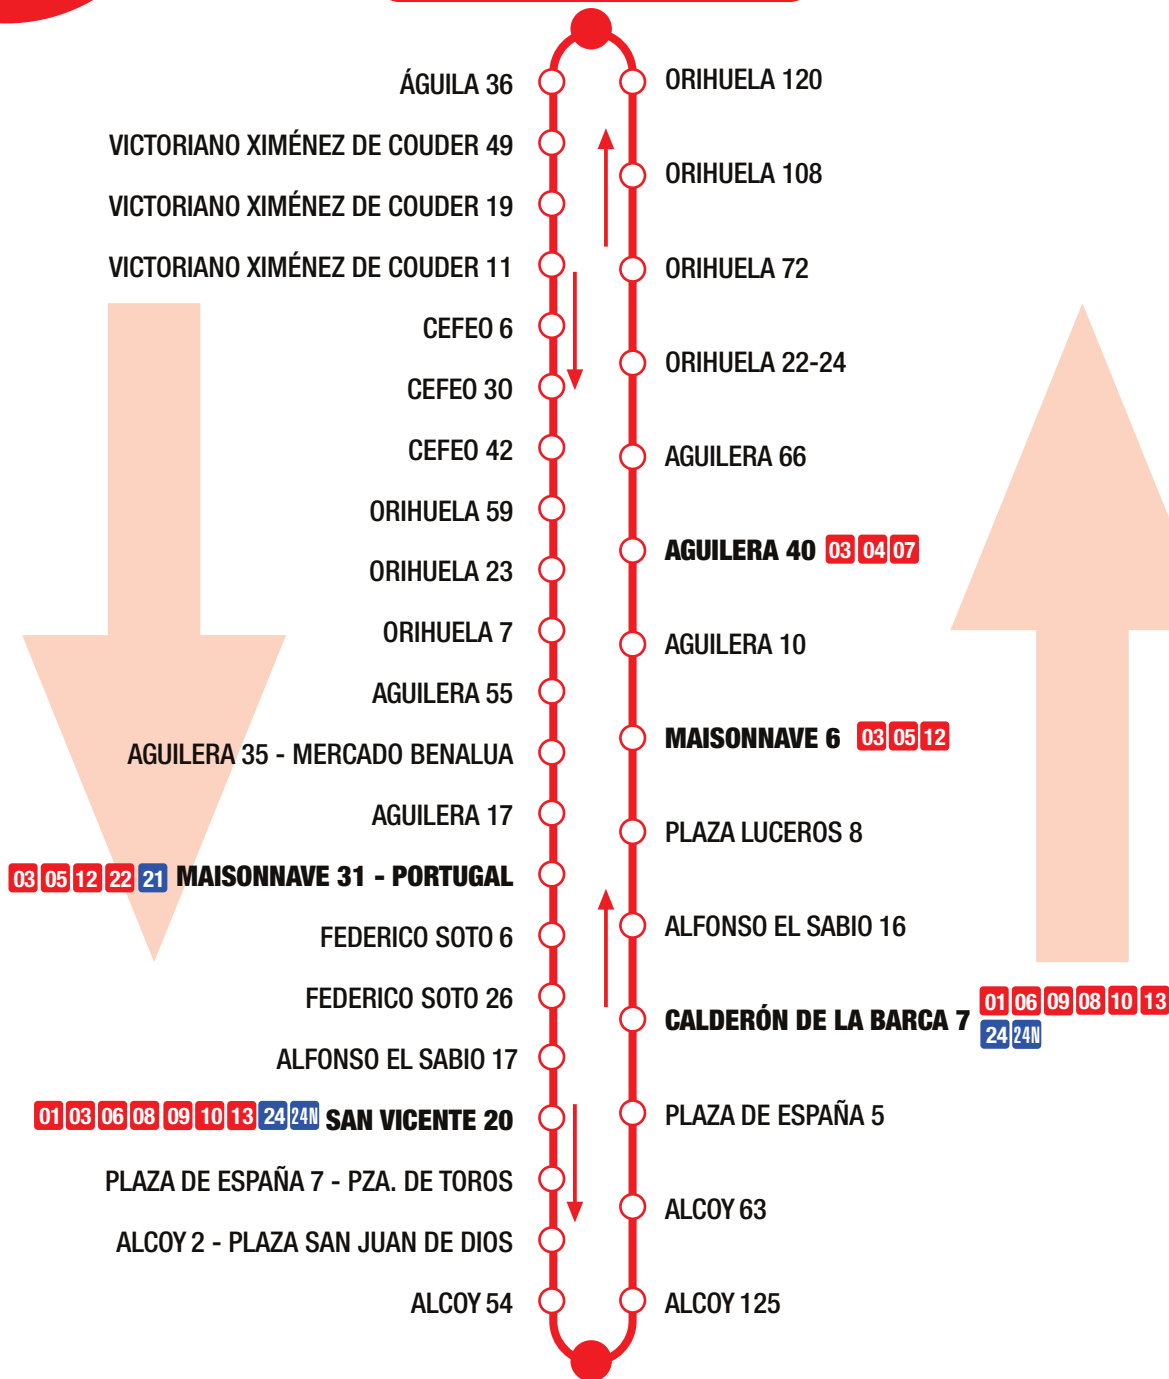 ÁGUILA 36
VICTORIANO XIMÉNEZ DE COUDER 49
VICTORIANO XIMÉNEZ DE COUDER 19
VICTORIANO XIMÉNEZ DE COUDER 11
CEFEO 6
CEFEO 30
CEFEO 42
ORIHUELA 59
ORIHUELA 23
ORIHUELA 7
AGUILERA 55
AGUILERA 35 - MERCADO BENALUA
AGUILERA 17
03 05 12 22 21 MAISONNAVE 31 - PORTUGAL
FEDERICO SOTO 6
FEDERICO SOTO 26
ALFONSO EL SABIO 17
01 03 06 08 09 10 13 24 24N SAN VICENTE 20
PLAZA DE ESPAÑA 7 - PZA. DE TOROS
ALCOY 2 - PLAZA SAN JUAN DE DIOS
ALCOY 54
ORIHUELA 120
ORIHUELA 108
ORIHUELA 72
ORIHUELA 22-24
AGUILERA 66
AGUILERA 40 03 04 07
AGUILERA 10
MAISONNAVE 6 03 05 12
PLAZA LUCEROS 8
ALFONSO EL SABIO 16
CALDERÓN DE LA BARCA 7 01 06 09 08 10 13
24 24N
PLAZA DE ESPAÑA 5
ALCOY 63
ALCOY 125